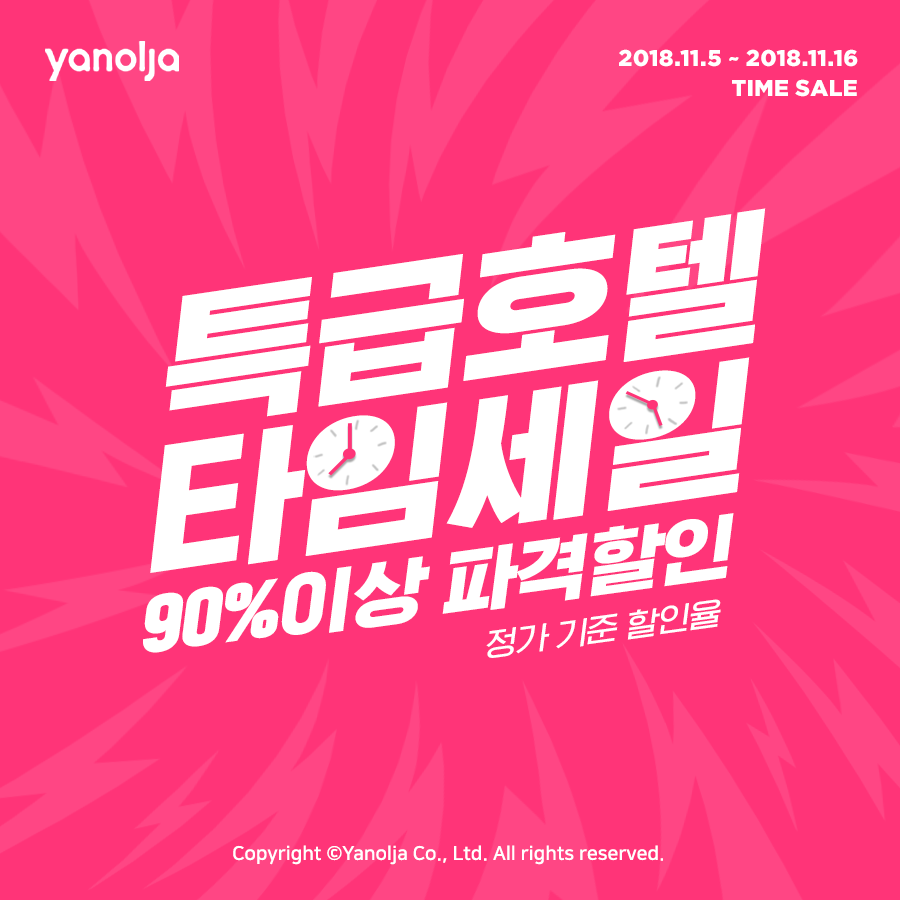 yanolja
2018.11.5 ~ 2018.11.16
TIME SALE
특급호텔
타임세일
90%이상 파격할인
정가 기준 할인율
Copyright ©Yanolja Co., Ltd. All rights reserved.